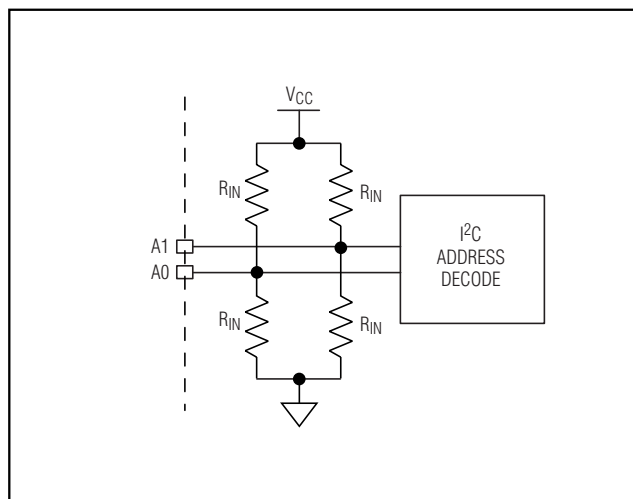 VCC
RIN
RIN
A1
A0
I²C
ADDRESS
DECODE
RIN
RIN